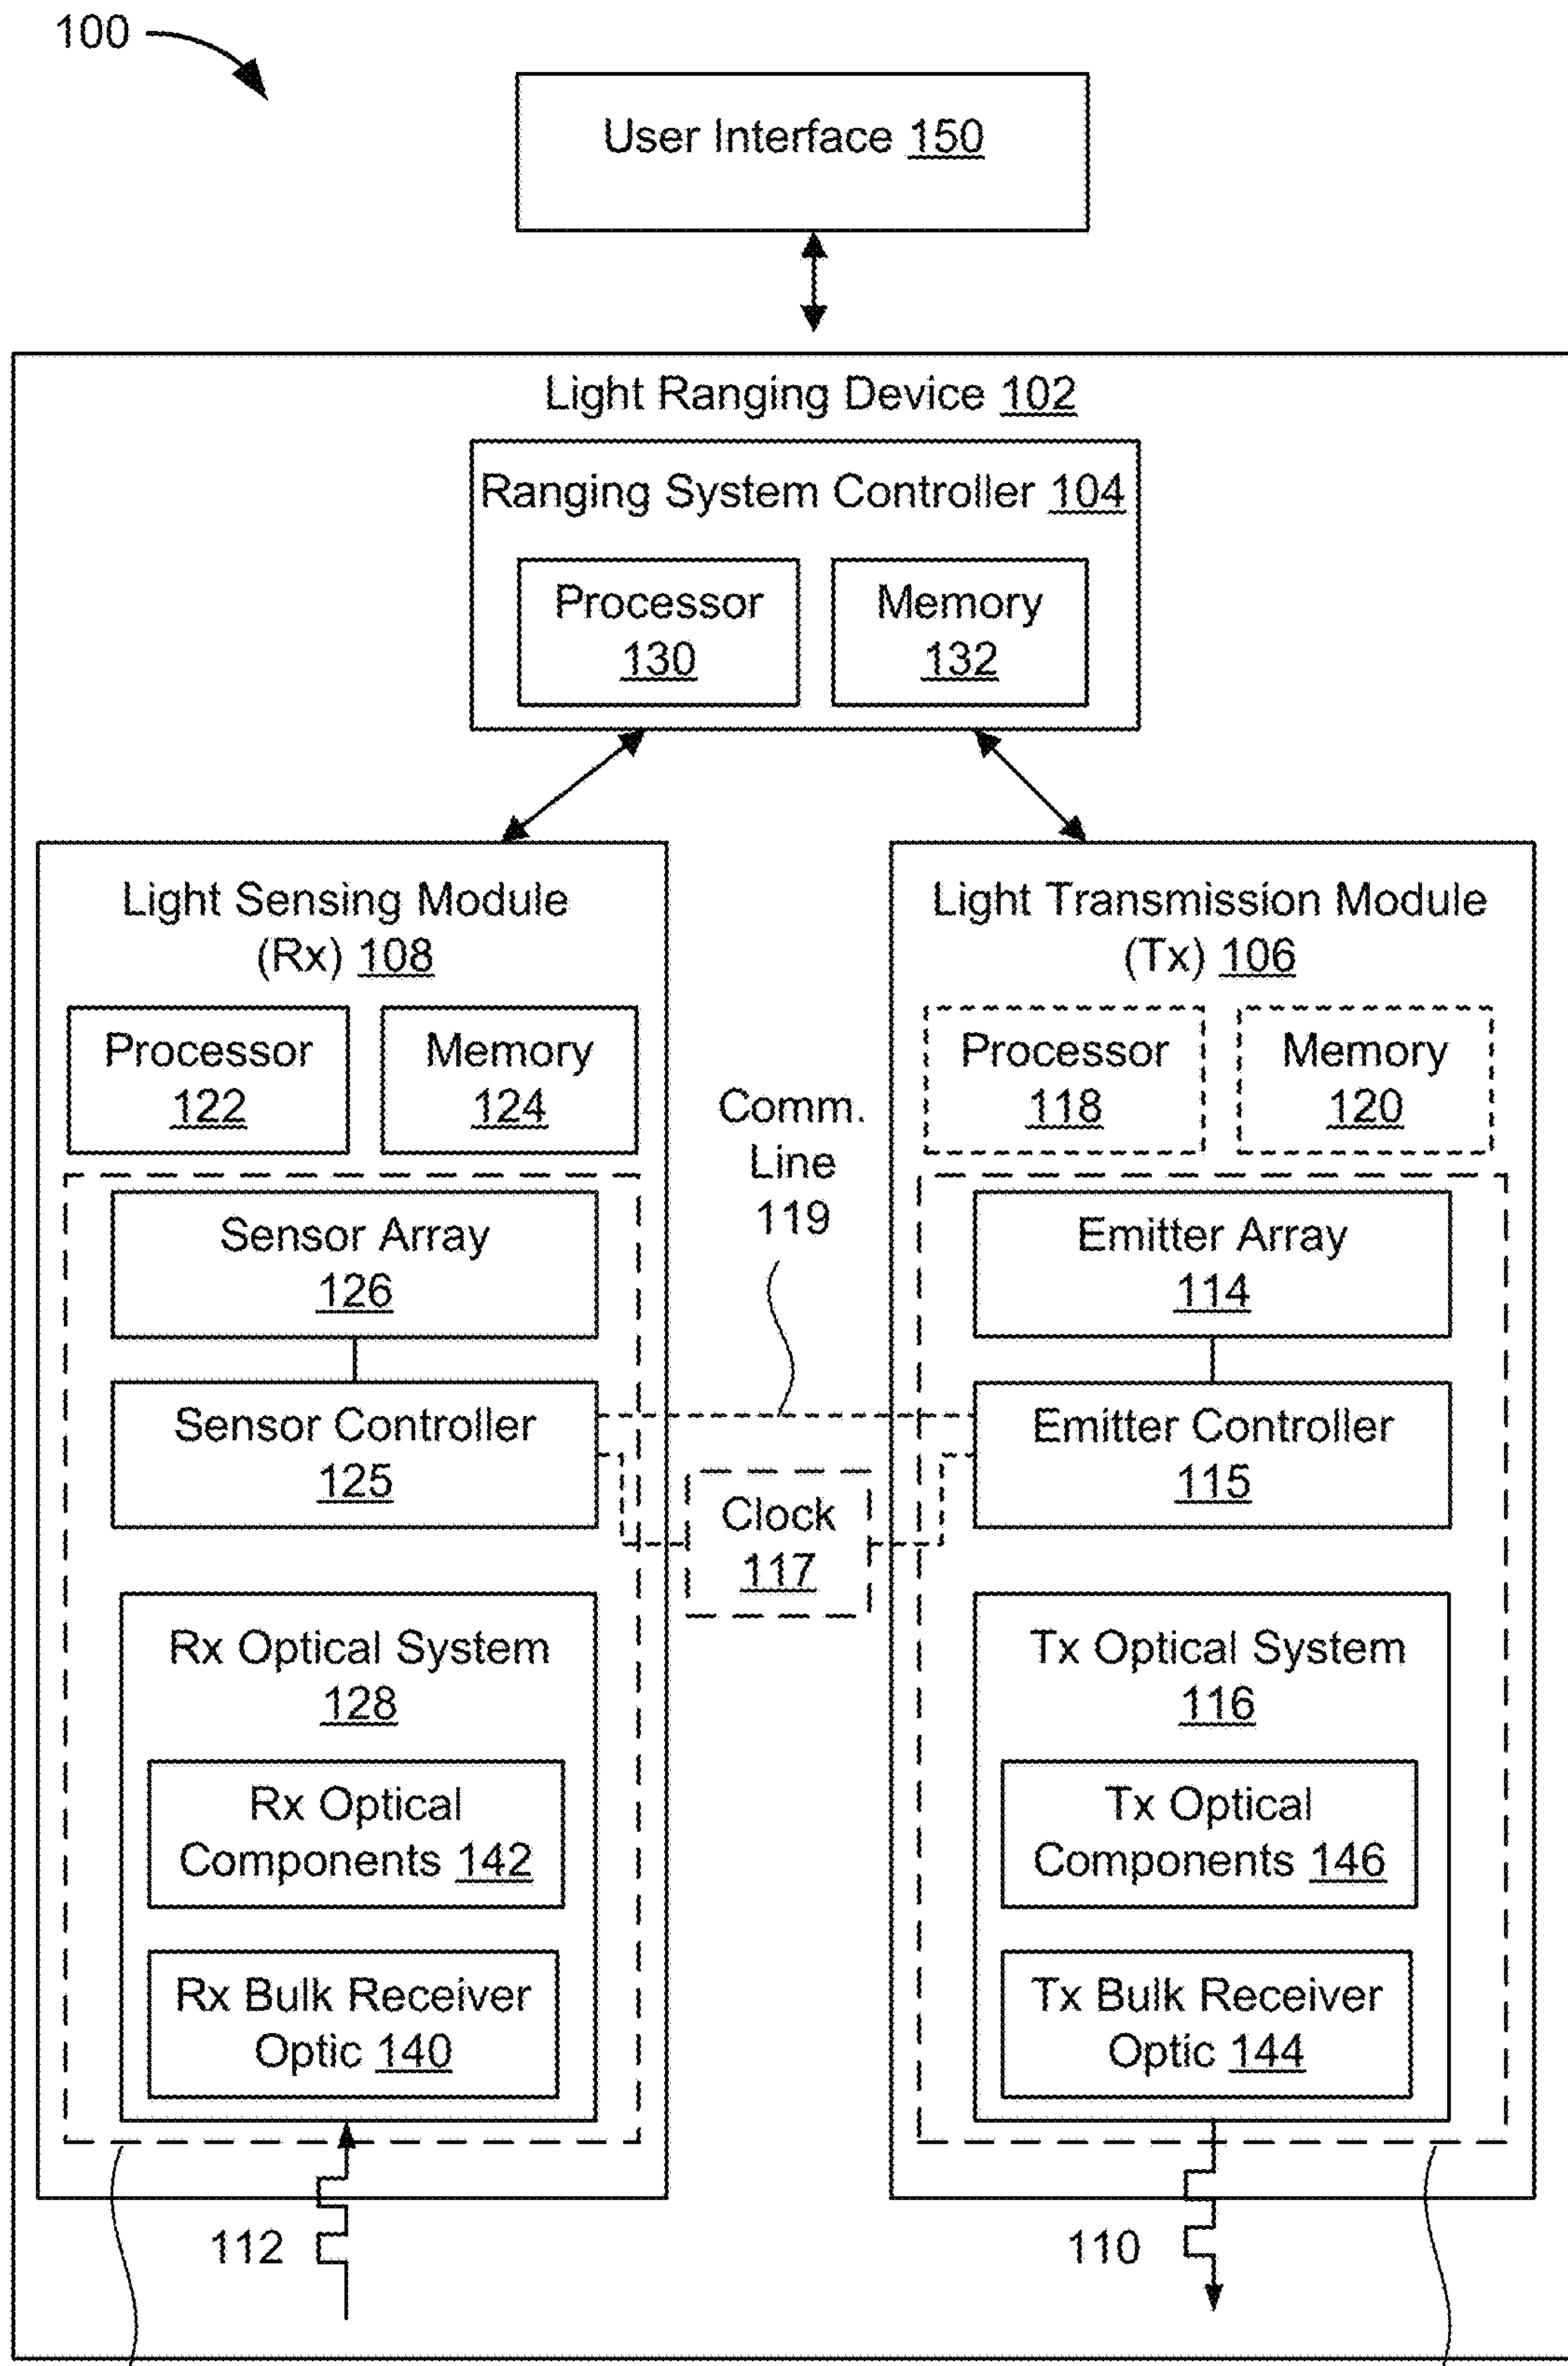 100
User Interface 150
Light Ranging Device 102
Ranging System Controller 104
Processor
130
Memory
132
Light Sensing Module
(Rx) 108
Processor
122
Memory
124
Sensor Array
126
Sensor Controller
125
Rx Optical System
128
Rx Optical
Components 142
Rx Bulk Receiver
Optic 140
112
Comm.
Line
119
Clock
117
Light Transmission Module
(Tx) 106
Processor
118
Memory
120
Emitter Array
114
Emitter Controller
115
Tx Optical System
116
Tx Optical
Components 146
Tx Bulk Receiver
Optic 144
110